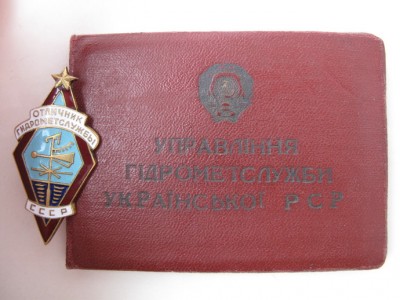 ОТЛИЧНИК
ГИДРОМЕТСЛУЖБЫ
СССР
УПРАВЛІННЯ
ГІДРОМЕТСЛУЖБИ
УКРАЇНСЬКОЇ РСР